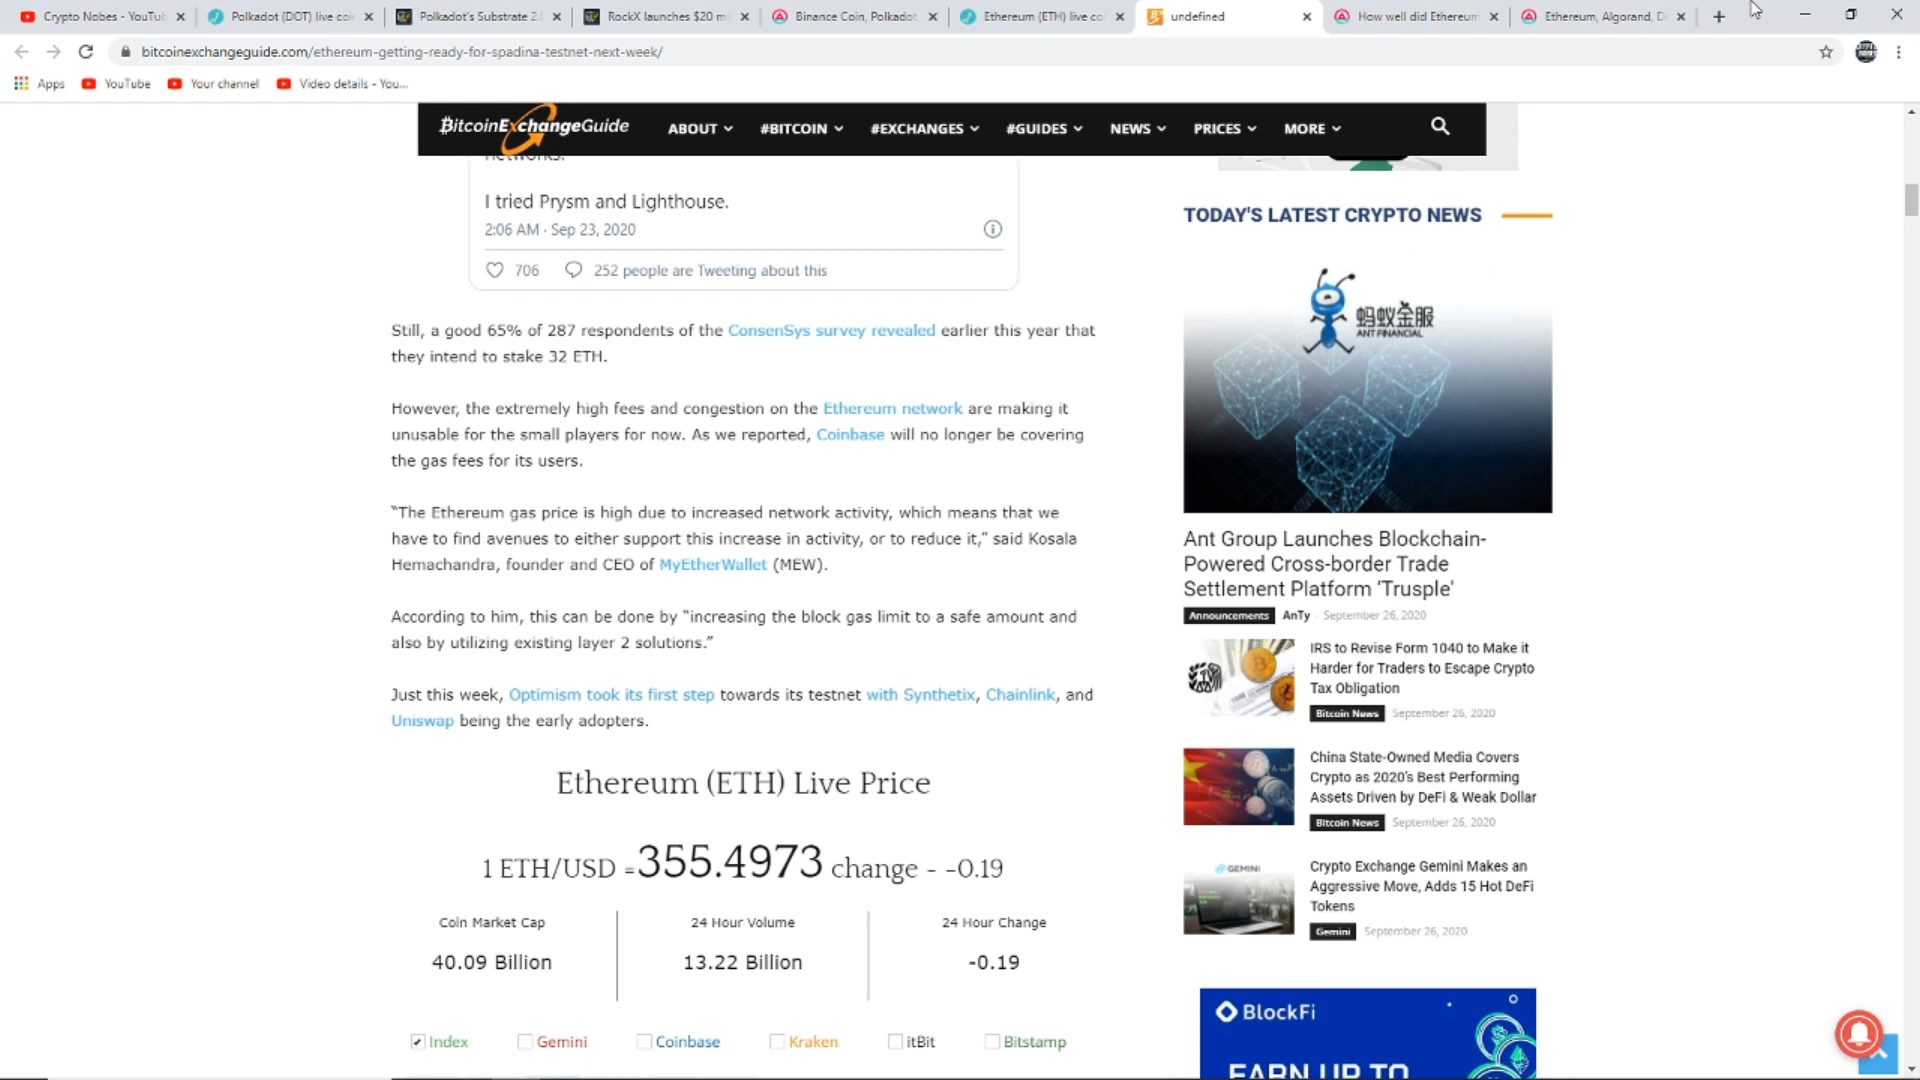 Crypto Nobes - YouTub
Polkadot (DOT) live coi
Polkadot's Substrate 2.
RockX launches $20 mi
Binance Coin, Polkadot
Ethereum (ETH) live co
undefined
How well did Ethereum
Ethereum, Algorand, D
bitcoinexchangeguide.com/ethereum-getting-ready-for-spadina-testnet-next-week/
Apps
YouTube
Your channel
Video details - You...
BitcoinExchangeGuide
ABOUT
#BITCOIN
#EXCHANGES
#GUIDES
NEWS
PRICES
MORE
networks.
I tried Prysm and Lighthouse.
2:06 AM · Sep 23, 2020
706
252 people are Tweeting about this
Still, a good 65% of 287 respondents of the ConsenSys survey revealed earlier this year that
they intend to stake 32 ETH.
However, the extremely high fees and congestion on the Ethereum network are making it
unusable for the small players for now. As we reported, Coinbase will no longer be covering
the gas fees for its users.
“The Ethereum gas price is high due to increased network activity, which means that we
have to find avenues to either support this increase in activity, or to reduce it,” said Kosala
Hemachandra, founder and CEO of MyEtherWallet (MEW).
According to him, this can be done by “increasing the block gas limit to a safe amount and
also by utilizing existing layer 2 solutions.”
Just this week, Optimism took its first step towards its testnet with Synthetix, Chainlink, and
Uniswap being the early adopters.
Ethereum (ETH) Live Price
1 ETH/USD =355.4973 change - -0.19
Coin Market Cap
24 Hour Volume
24 Hour Change
40.09 Billion
13.22 Billion
-0.19
Index
Gemini
Coinbase
Kraken
itBit
Bitstamp
TODAY'S LATEST CRYPTO NEWS
蚂蚁金服
ANT FINANCIAL
Ant Group Launches Blockchain-
Powered Cross-border Trade
Settlement Platform ‘Trusple’
Announcements AnTy - September 26, 2020
IRS to Revise Form 1040 to Make it
Harder for Traders to Escape Crypto
Tax Obligation
Bitcoin News September 26, 2020
China State-Owned Media Covers
Crypto as 2020’s Best Performing
Assets Driven by DeFi & Weak Dollar
Bitcoin News September 26, 2020
GEMINI
Crypto Exchange Gemini Makes an
Aggressive Move, Adds 15 Hot DeFi
Tokens
Gemini September 26, 2020
BlockFi
EARN UP TO